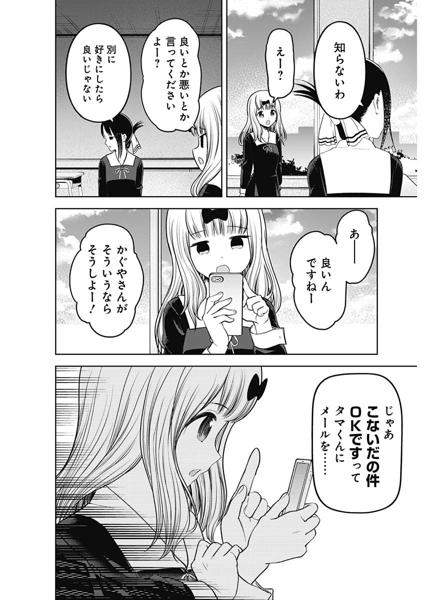 知らないわ
えー？
良いとか悪いとか
言ってください
よー？
別に
好きにしたら
良いじゃない
あ——
良いん
ですねー
かぐやさんが
そういうなら
そうしよー！
じゃあ
こないだの件
OKですって
タマくんに
メールを……